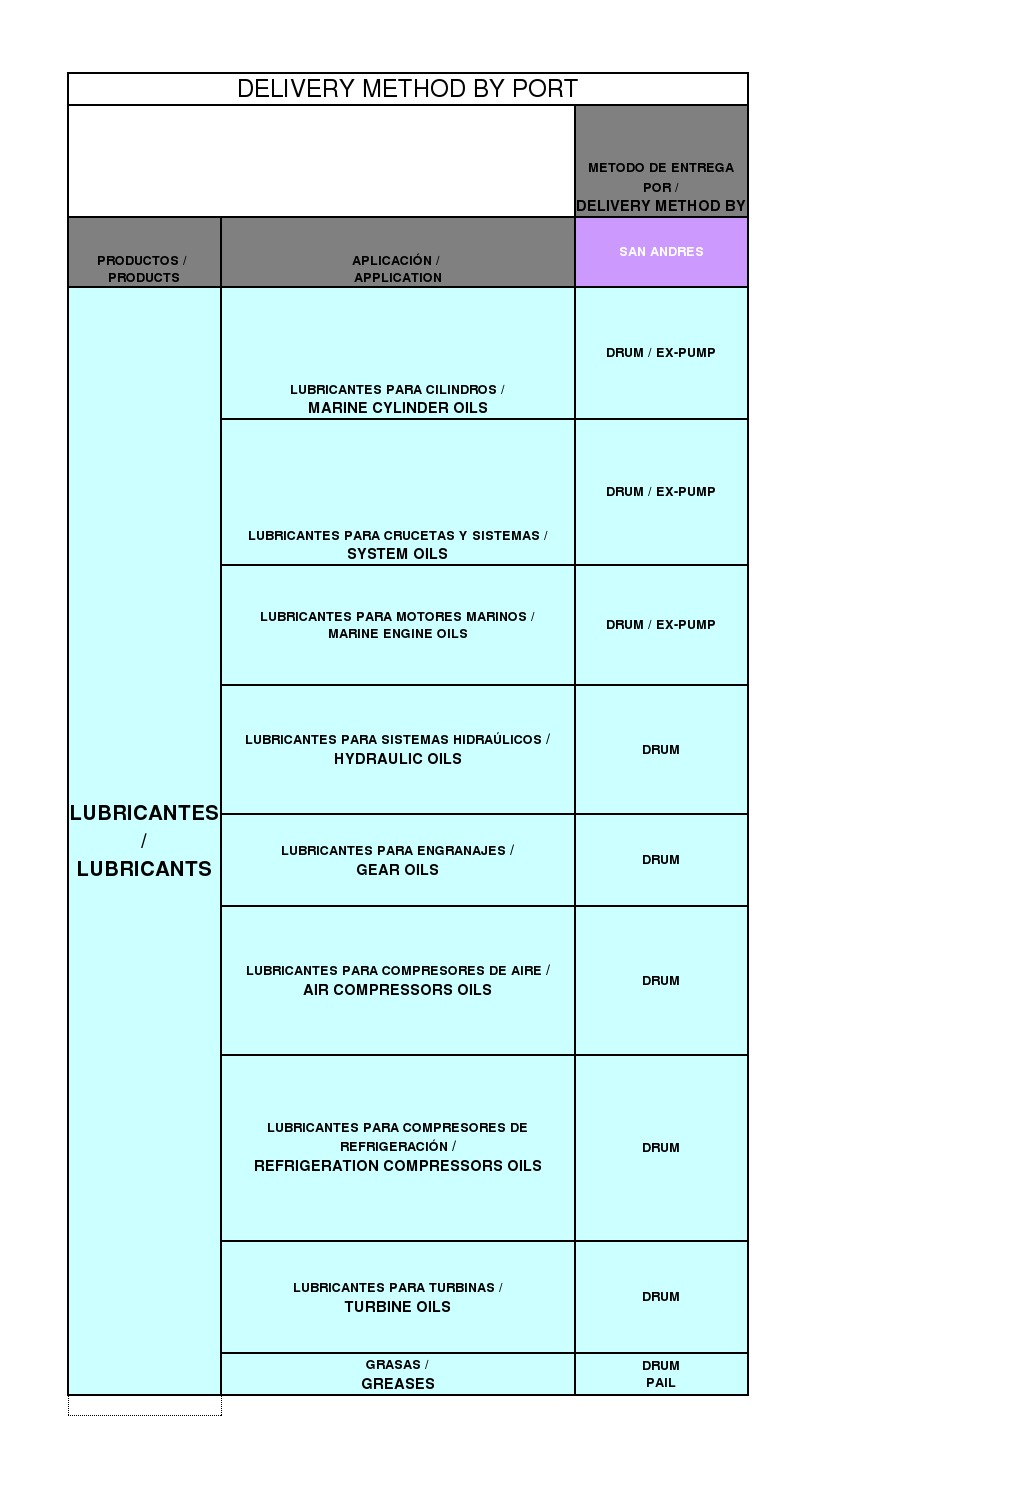 DELIVERY METHOD BY PORT
METODO DE ENTREGA
POR /
DELIVERY METHOD BY
PRODUCTOS /
PRODUCTS
APLICACIÓN /
APPLICATION
SAN ANDRES
LUBRICANTES
/
LUBRICANTS
LUBRICANTES PARA CILINDROS /
MARINE CYLINDER OILS
DRUM / EX-PUMP
LUBRICANTES PARA CRUCETAS Y SISTEMAS /
SYSTEM OILS
DRUM / EX-PUMP
LUBRICANTES PARA MOTORES MARINOS /
MARINE ENGINE OILS
DRUM / EX-PUMP
LUBRICANTES PARA SISTEMAS HIDRAÚLICOS /
HYDRAULIC OILS
DRUM
LUBRICANTES PARA ENGRANAJES /
GEAR OILS
DRUM
LUBRICANTES PARA COMPRESORES DE AIRE /
AIR COMPRESSORS OILS
DRUM
LUBRICANTES PARA COMPRESORES DE
REFRIGERACIÓN /
REFRIGERATION COMPRESSORS OILS
DRUM
LUBRICANTES PARA TURBINAS /
TURBINE OILS
DRUM
GRASAS /
GREASES
DRUM
PAIL